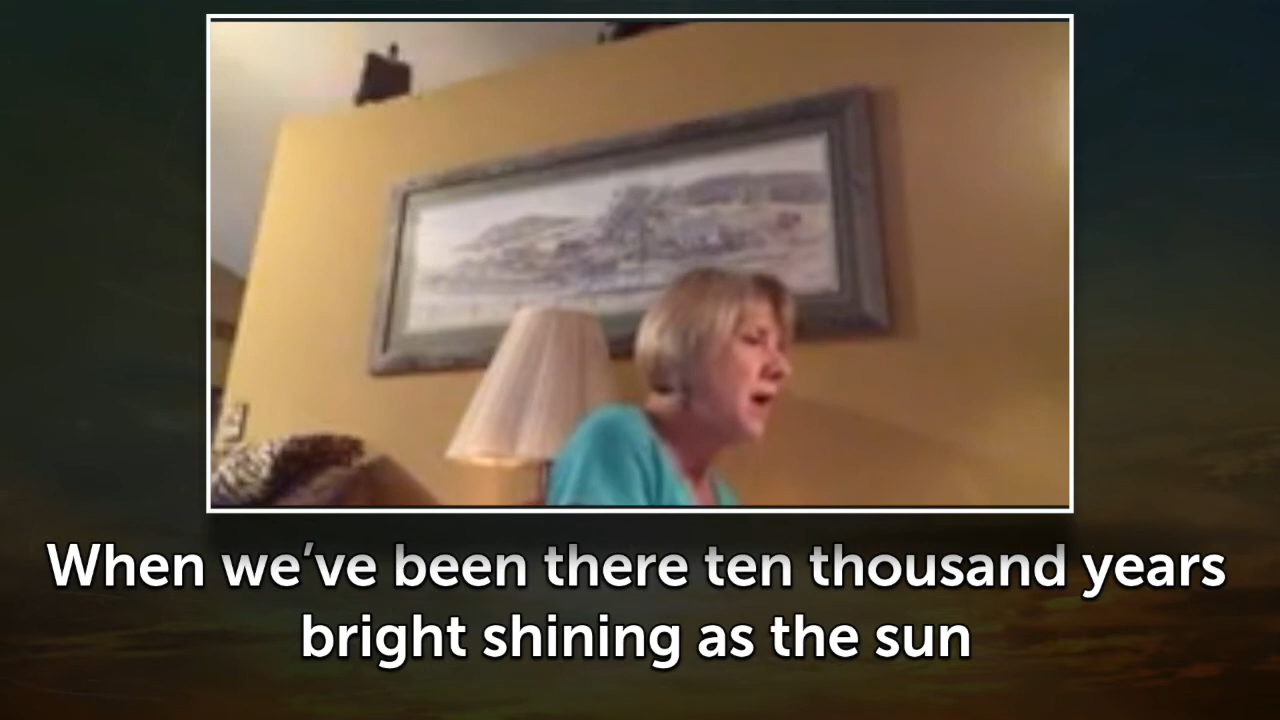 When we’ve been there ten thousand years
bright shining as the sun